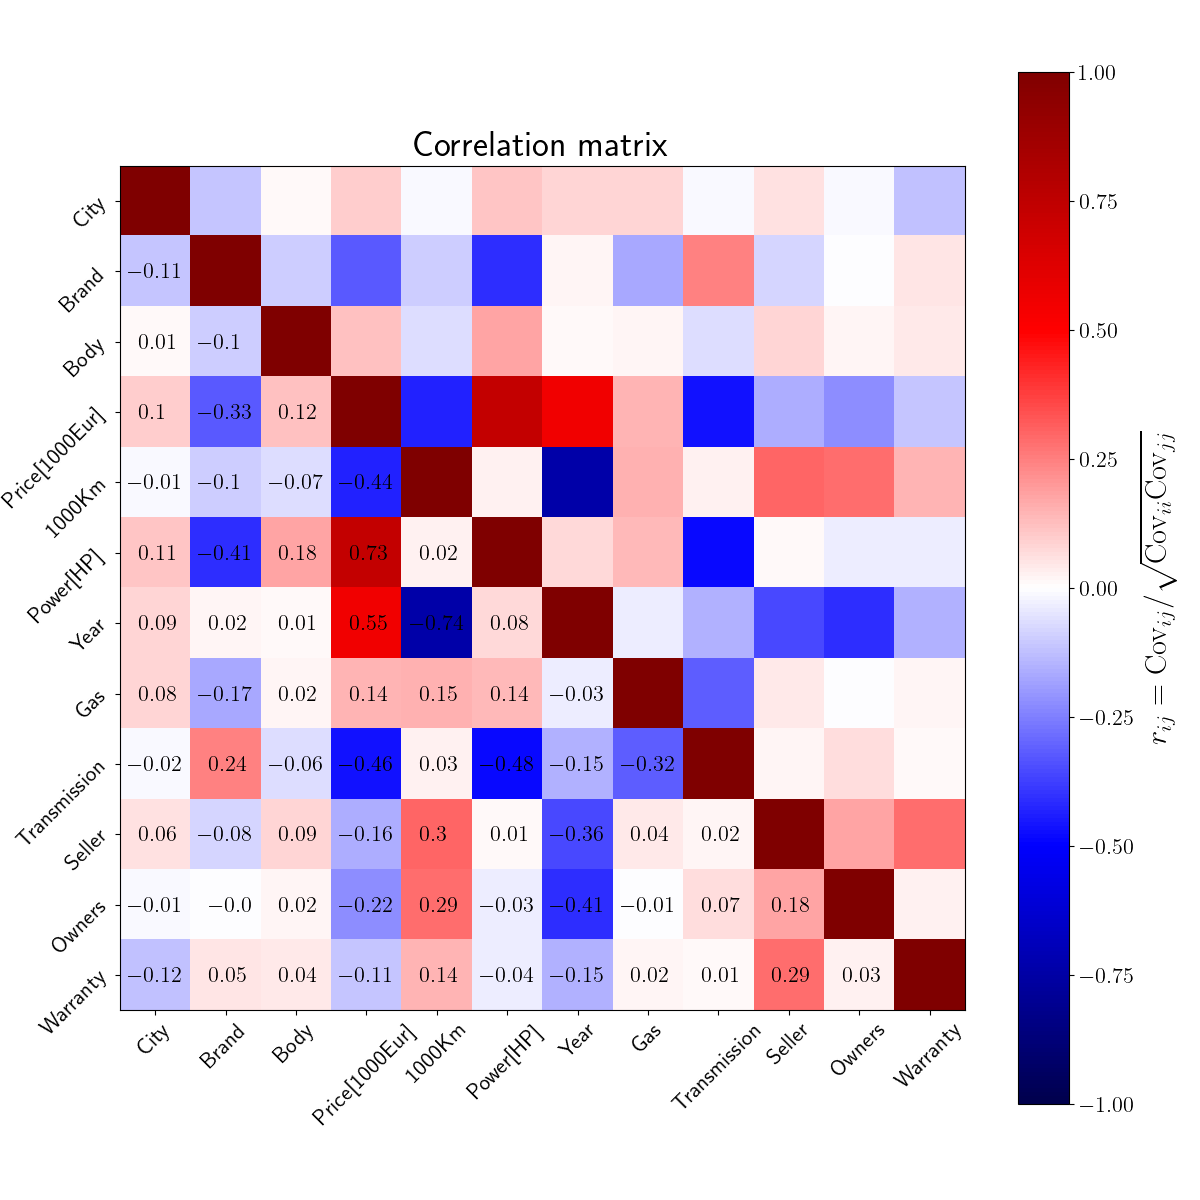 Correlation matrix
1.00
City
0.75
Brand −0.11
Body 0.01 −0.1
0.50
Price[1000Eur] 0.1 −0.33 0.12
0.25
1000Km −0.01 −0.1 −0.07 −0.44
Power[HP] 0.11 −0.41 0.18 0.73 0.02
0.00
Year 0.09 0.02 0.01 0.55 −0.74 0.08
Gas 0.08 −0.17 0.02 0.14 0.15 0.14 −0.03
−0.25
Transmission −0.02 0.24 −0.06 −0.46 0.03 −0.48 −0.15 −0.32
Seller 0.06 −0.08 0.09 −0.16 0.3 0.01 −0.36 0.04 0.02
−0.50
Owners −0.01 −0.0 0.02 −0.22 0.29 −0.03 −0.41 −0.01 0.07 0.18
Warranty −0.12 0.05 0.04 −0.11 0.14 −0.04 −0.15 0.02 0.01 0.29 0.03
−0.75
−1.00
City Brand Body Price[1000Eur] 1000Km Power[HP] Year Gas Transmission Seller Owners Warranty
r_{ij} = Cov_{ij}/√Cov_{ii}Cov_{jj}